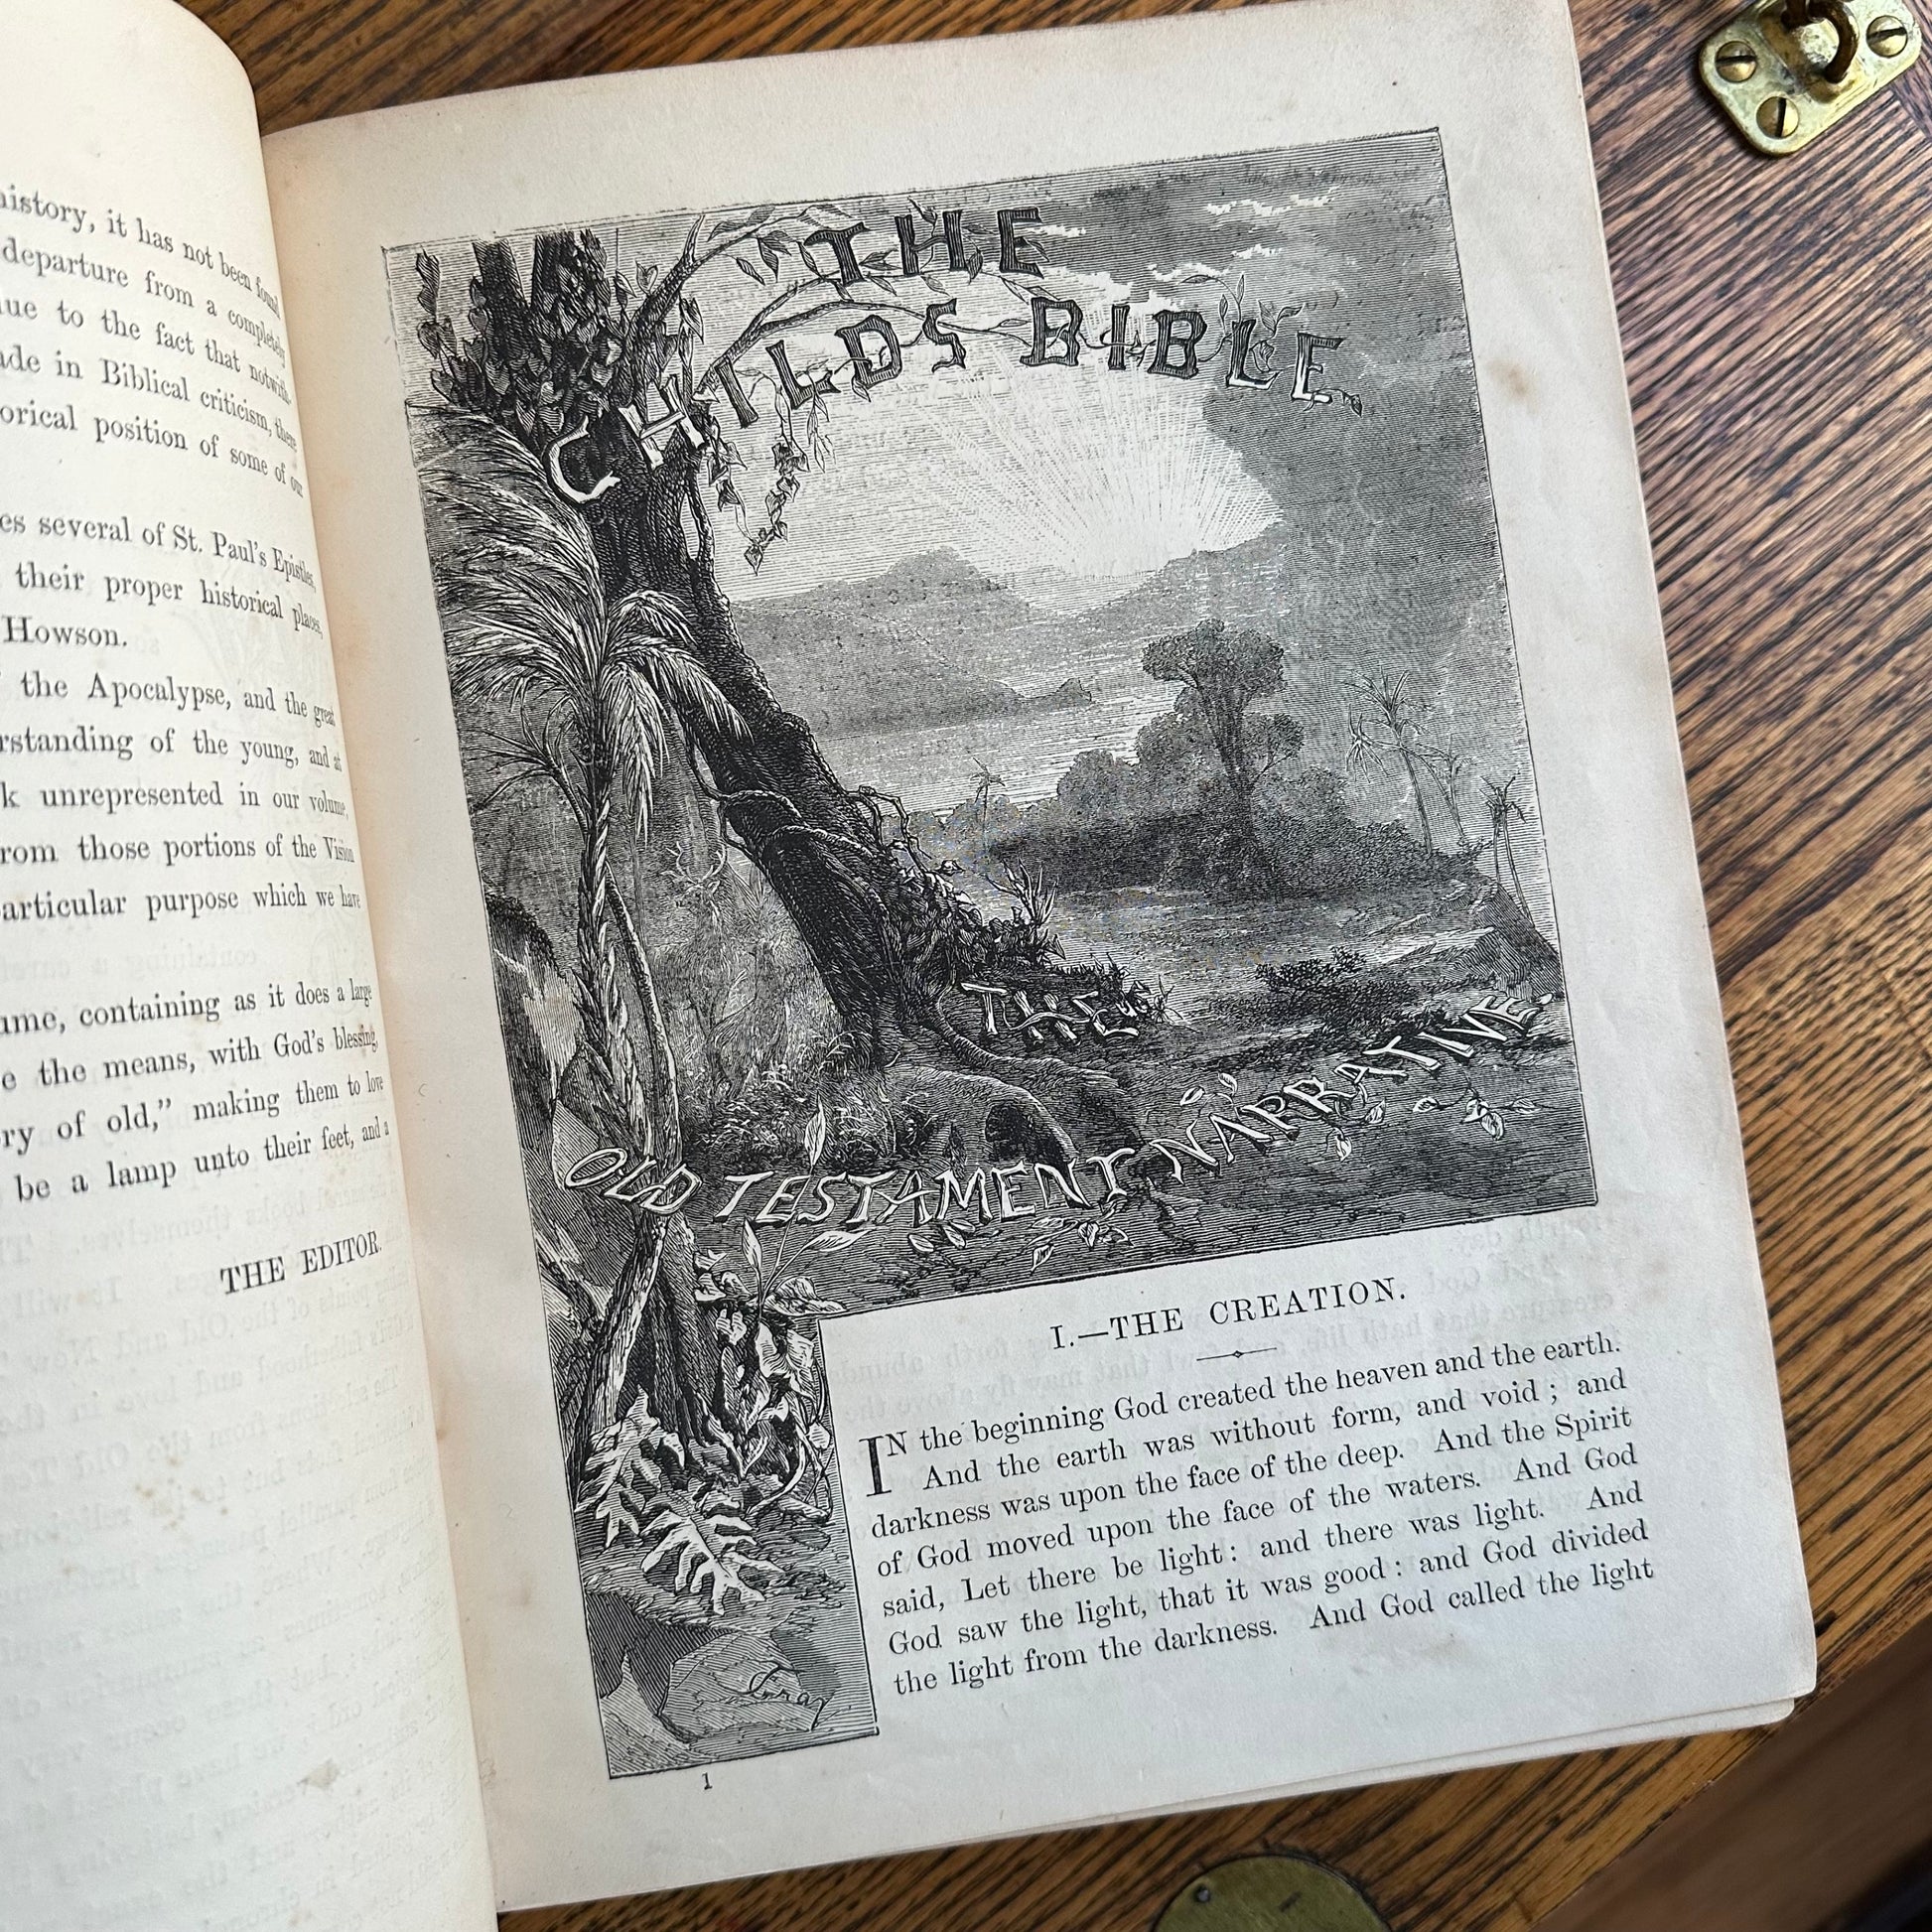 history, it has not been found
departure from a completely
ue to the fact that notwith-
ade in Biblical criticism, there
orical position of some of our
es several of St. Paul's Epistles,
their proper historical places,
Howson.
the Apocalypse, and the great
rstanding of the young, and at
k unrepresented in our volume,
rom those portions of the Vision
particular purpose which we have
ume, containing as it does a large
e the means, with God's blessing,
ry of old," making them to love
be a lamp unto their feet, and a
THE EDITOR.
THE
CHILDS BIBLE
THE
OLD TESTAMENT NARRATIVE.
I.—THE CREATION.
IN the beginning God created the heaven and the earth.
And the earth was without form, and void; and
darkness was upon the face of the deep. And the Spirit
of God moved upon the face of the waters. And God
said, Let there be light: and there was light. And
God saw the light, that it was good: and God divided
the light from the darkness. And God called the light
Gray
1